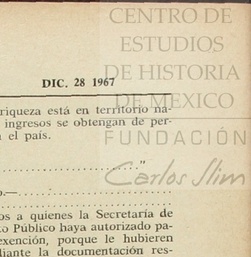 CENTRO DE
ESTUDIOS
DE HISTORIA
DE MEXICO
FUNDACIÓN
Carlos Slim
DIC. 28 1967
riqueza está en territorio na-
ingresos se obtengan de per-
el país.
"
o.—
os a quienes la Secretaría de
to Público haya autorizado pa-
exención, porque le hubieren
diante la documentación res-